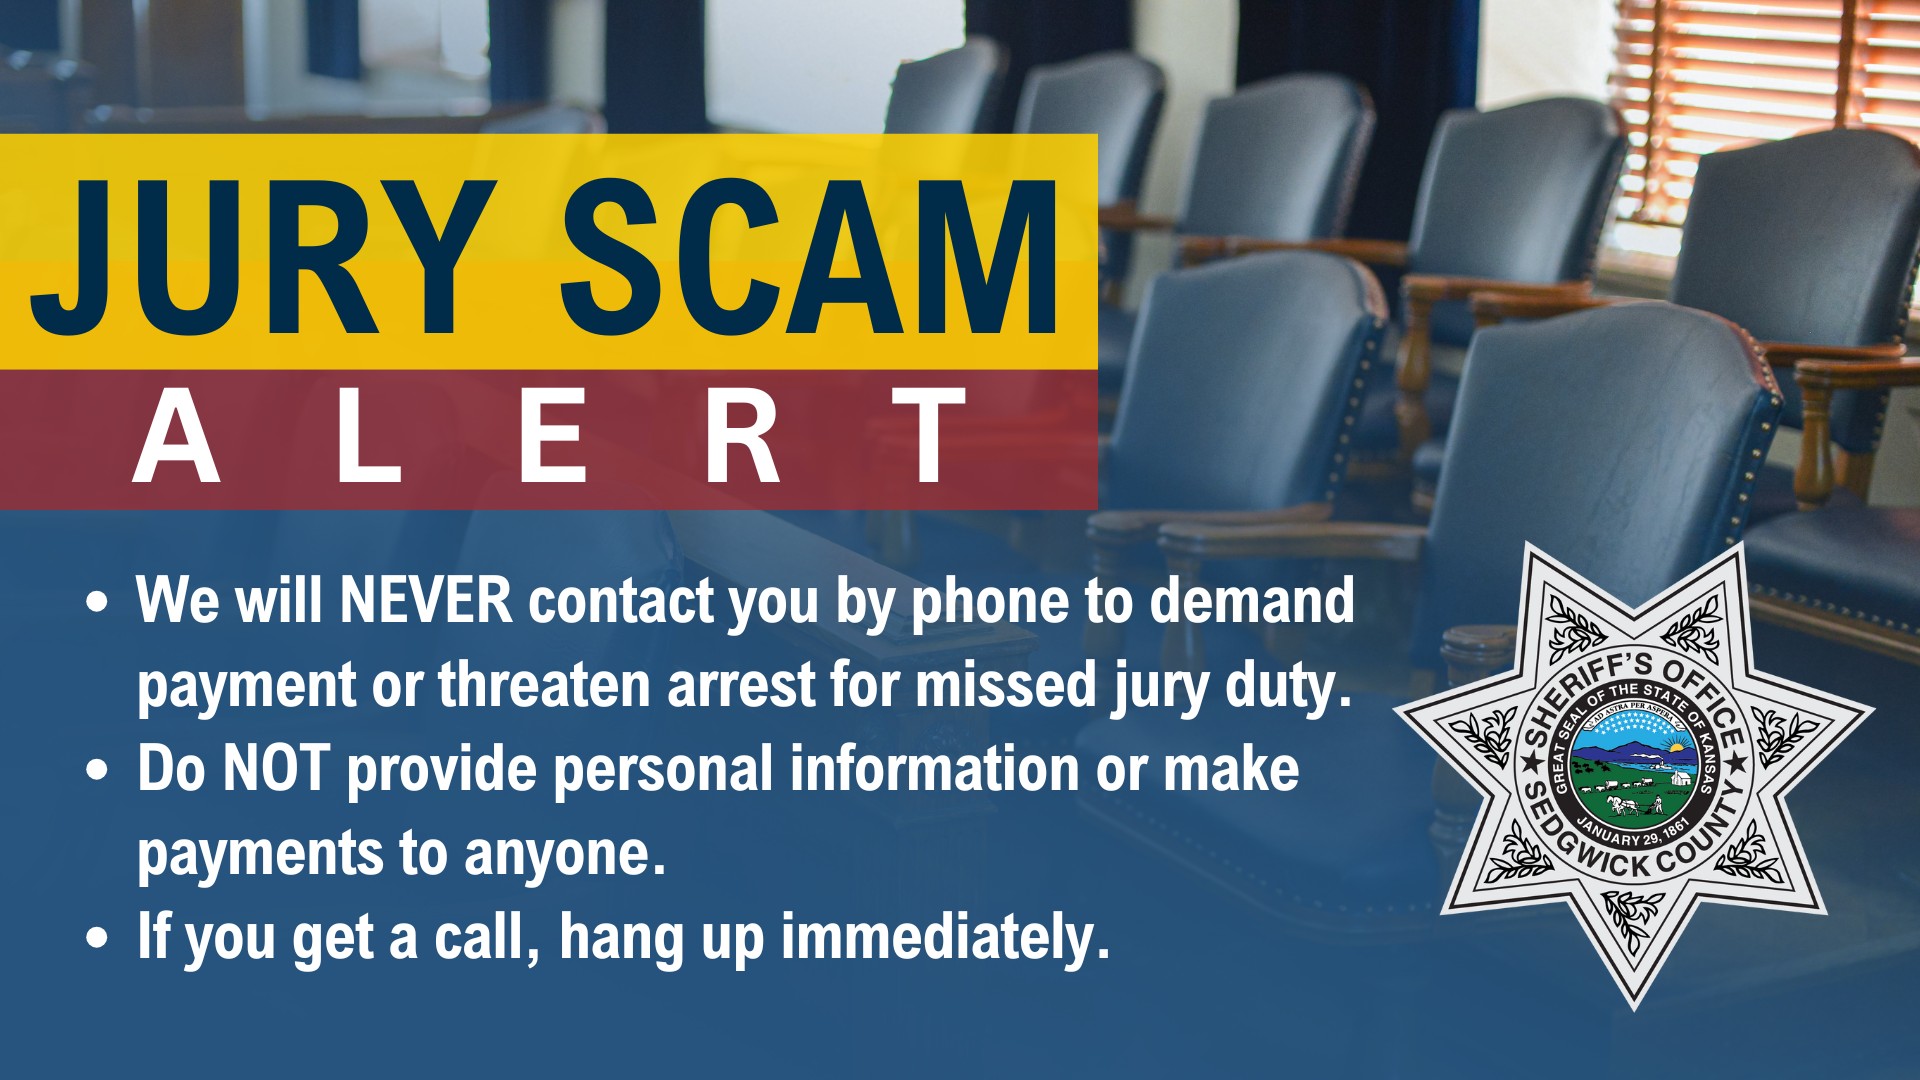 JURY SCAM
ALERT
• We will NEVER contact you by phone to demand
payment or threaten arrest for missed jury duty.
• Do NOT provide personal information or make
payments to anyone.
• If you get a call, hang up immediately.
SHERIFF'S OFFICE
GREAT SEAL OF THE STATE OF KANSAS
AD ASTRA PER ASPERA
JANUARY 29, 1861
SEDGWICK COUNTY